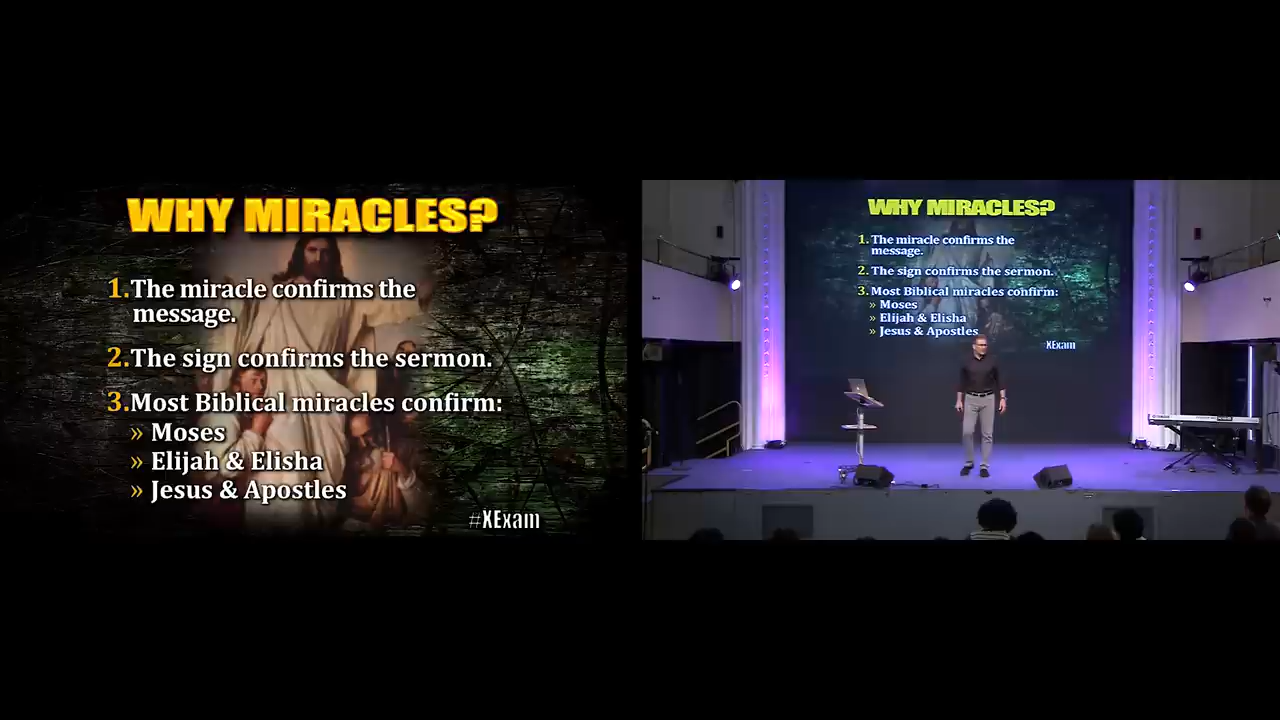 WHY MIRACLES?
1.The miracle confirms the
message.
2.The sign confirms the sermon.
3.Most Biblical miracles confirm:
» Moses
» Elijah & Elisha
» Jesus & Apostles
#XExam
WHY MIRACLES?
1. The miracle confirms the
message.
2. The sign confirms the sermon.
3. Most Biblical miracles confirm:
» Moses
» Elijah & Elisha
» Jesus & Apostles
XExam